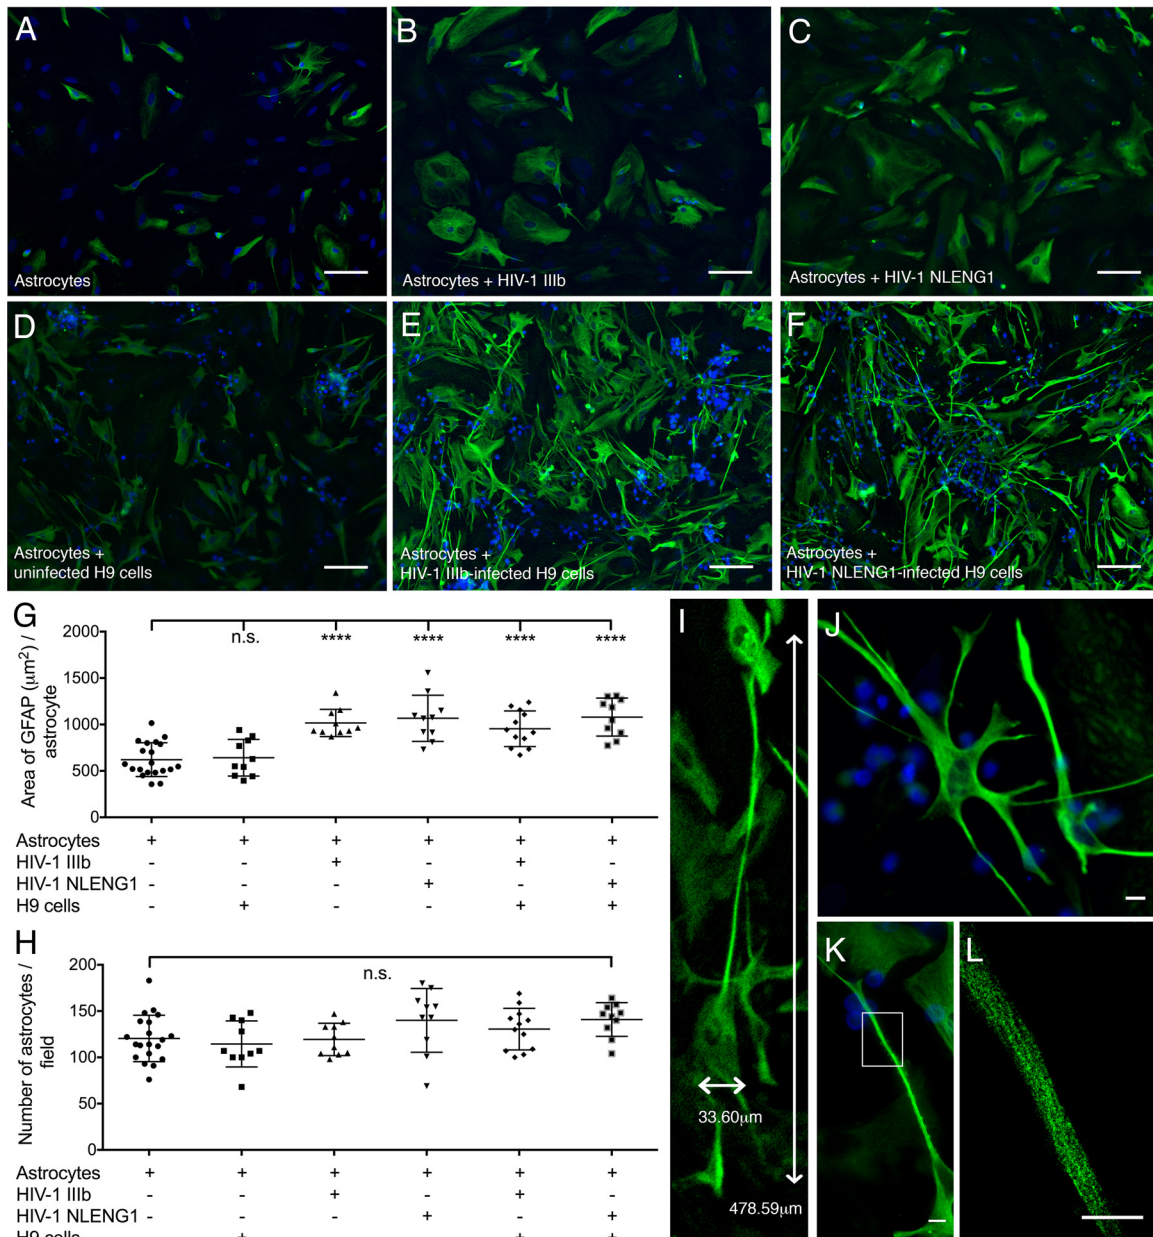 A
B
C
Astrocytes
Astrocytes + HIV-1 IIIb
Astrocytes + HIV-1 NLENG1
D
E
F
Astrocytes +
uninfected H9 cells
Astrocytes +
HIV-1 IIIb-infected H9 cells
Astrocytes +
HIV-1 NLENG1-infected H9 cells
G
Area of GFAP (μm²) /
astrocyte
2000
1500
1000
500
0
n.s.
****
****
****
****
Astrocytes + + + + + +
HIV-1 IIIb - - + - + -
HIV-1 NLENG1 - - - + - +
H9 cells - + - - + +
H
Number of astrocytes /
field
200
150
100
50
0
n.s.
Astrocytes + + + + + +
HIV-1 IIIb - - + - + -
HIV-1 NLENG1 - - - + - +
H9 cells - + - - + +
I
33.60μm
478.59μm
J
K
L